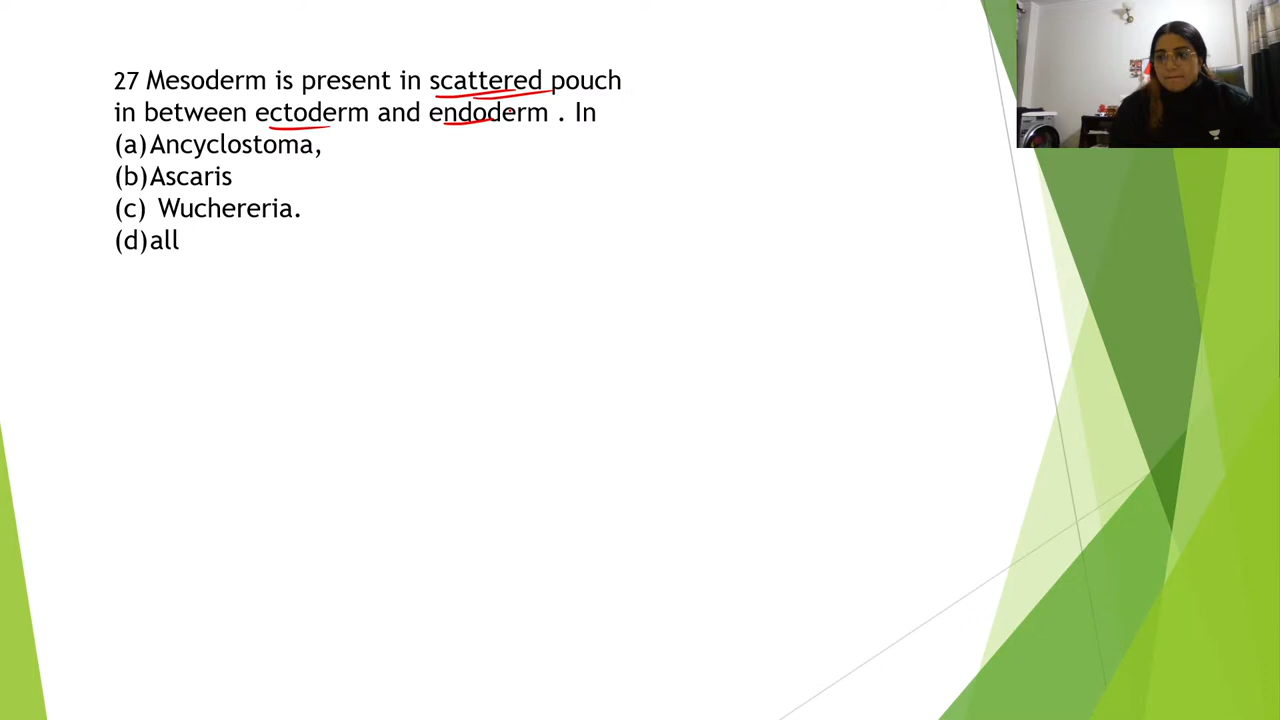 27 Mesoderm is present in scattered pouch
in between ectoderm and endoderm . In
(a)Ancyclostoma,
(b)Ascaris
(c) Wuchereria.
(d)all